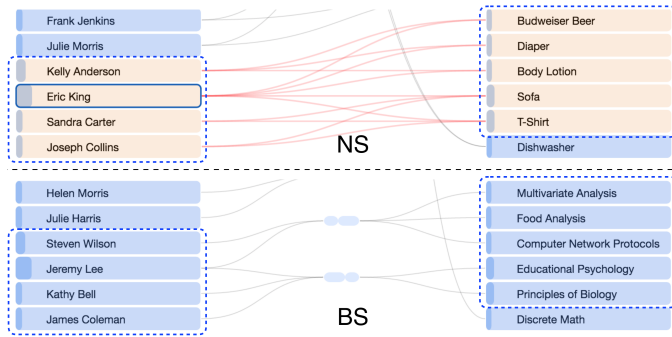 Frank Jenkins
Julie Morris
Kelly Anderson
Eric King
Sandra Carter
Joseph Collins
NS
Budweiser Beer
Diaper
Body Lotion
Sofa
T-Shirt
Dishwasher
Helen Morris
Julie Harris
Steven Wilson
Jeremy Lee
Kathy Bell
James Coleman
BS
Multivariate Analysis
Food Analysis
Computer Network Protocols
Educational Psychology
Principles of Biology
Discrete Math